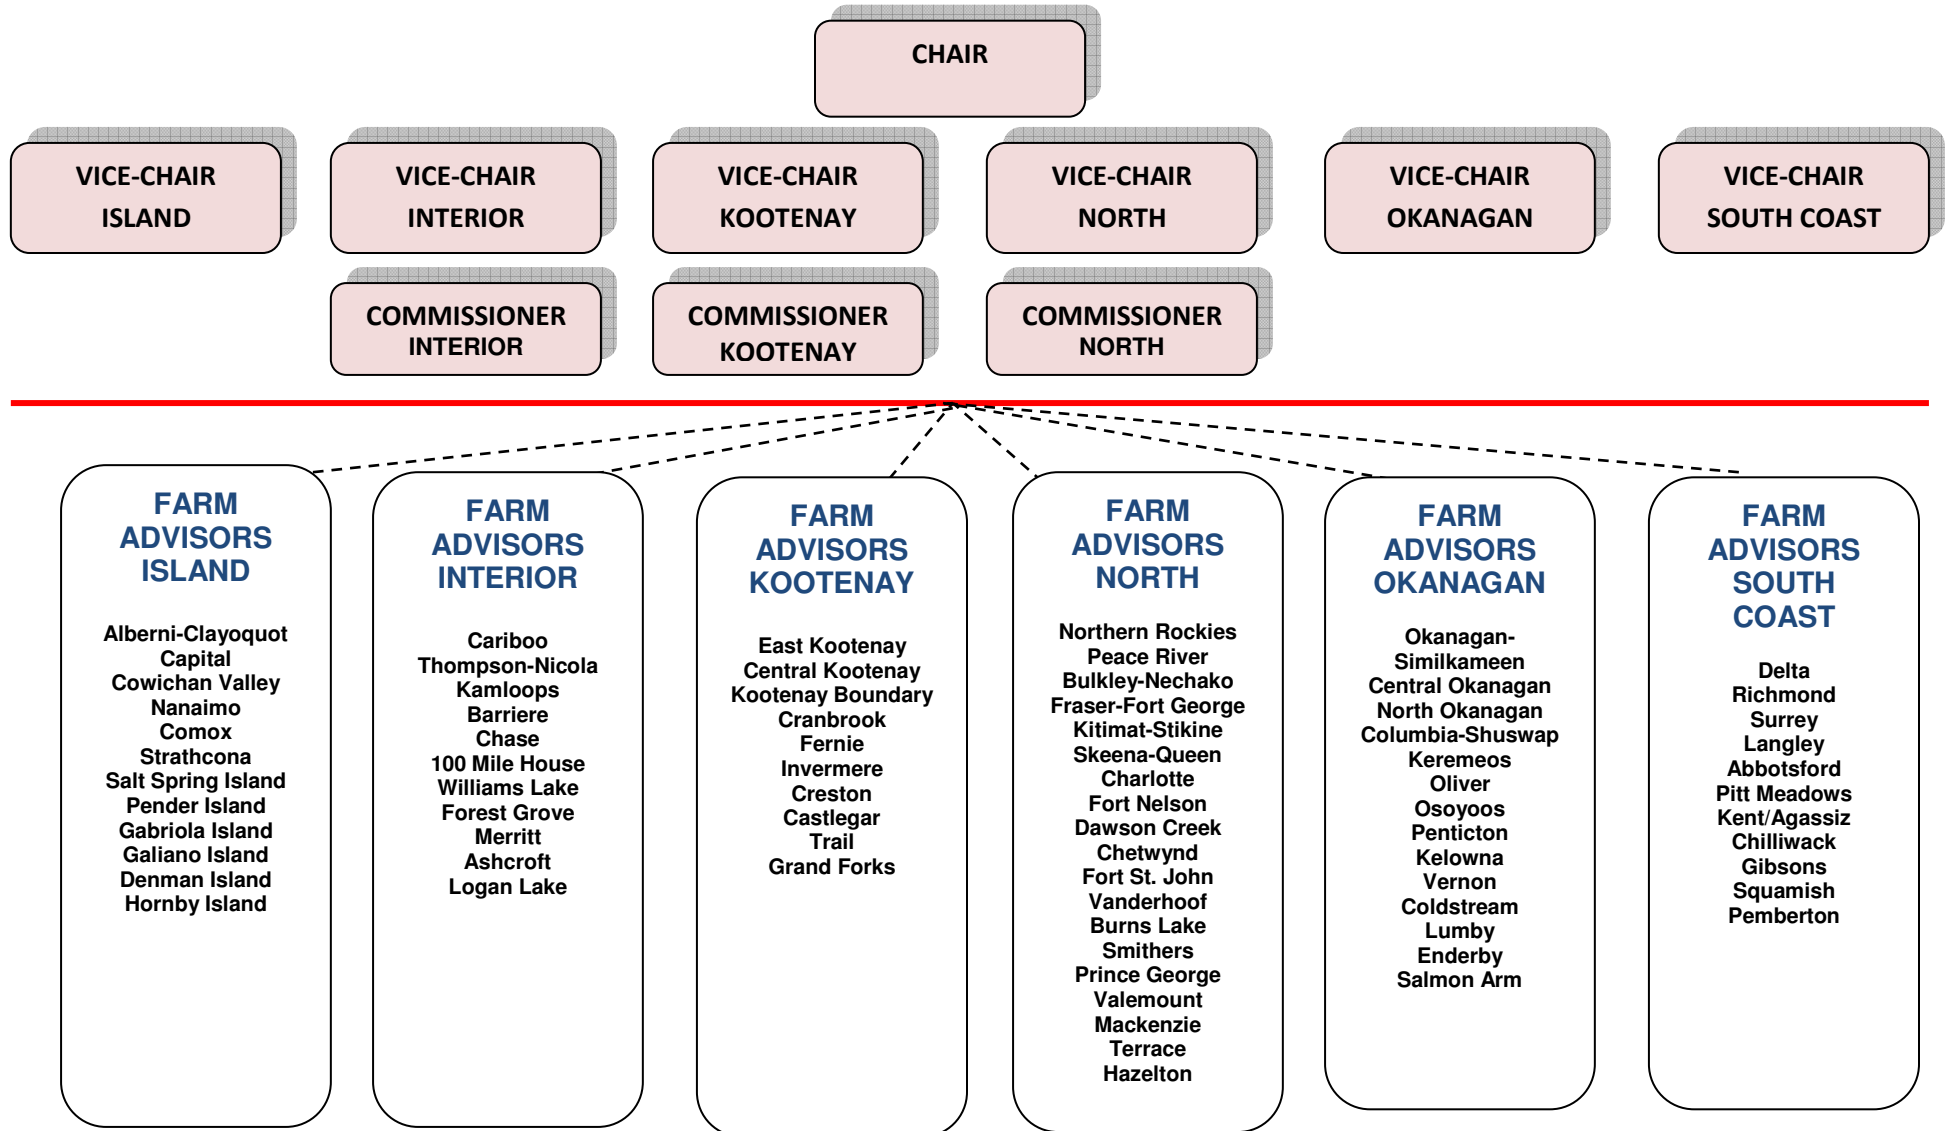 CHAIR
VICE-CHAIR
ISLAND
VICE-CHAIR
INTERIOR
VICE-CHAIR
KOOTENAY
VICE-CHAIR
NORTH
VICE-CHAIR
OKANAGAN
VICE-CHAIR
SOUTH COAST
COMMISSIONER
INTERIOR
COMMISSIONER
KOOTENAY
COMMISSIONER
NORTH
FARM
ADVISORS
ISLAND
Alberni-Clayoquot
Capital
Cowichan Valley
Nanaimo
Comox
Strathcona
Salt Spring Island
Pender Island
Gabriola Island
Galiano Island
Denman Island
Hornby Island
FARM
ADVISORS
INTERIOR
Cariboo
Thompson-Nicola
Kamloops
Barriere
Chase
100 Mile House
Williams Lake
Forest Grove
Merritt
Ashcroft
Logan Lake
FARM
ADVISORS
KOOTENAY
East Kootenay
Central Kootenay
Kootenay Boundary
Cranbrook
Fernie
Invermere
Creston
Castlegar
Trail
Grand Forks
FARM
ADVISORS
NORTH
Northern Rockies
Peace River
Bulkley-Nechako
Fraser-Fort George
Kitimat-Stikine
Skeena-Queen
Charlotte
Fort Nelson
Dawson Creek
Chetwynd
Fort St. John
Vanderhoof
Burns Lake
Smithers
Prince George
Valemount
Mackenzie
Terrace
Hazelton
FARM
ADVISORS
OKANAGAN
Okanagan-
Similkameen
Central Okanagan
North Okanagan
Columbia-Shuswap
Keremeos
Oliver
Osoyoos
Penticton
Kelowna
Vernon
Coldstream
Lumby
Enderby
Salmon Arm
FARM
ADVISORS
SOUTH
COAST
Delta
Richmond
Surrey
Langley
Abbotsford
Pitt Meadows
Kent/Agassiz
Chilliwack
Gibsons
Squamish
Pemberton